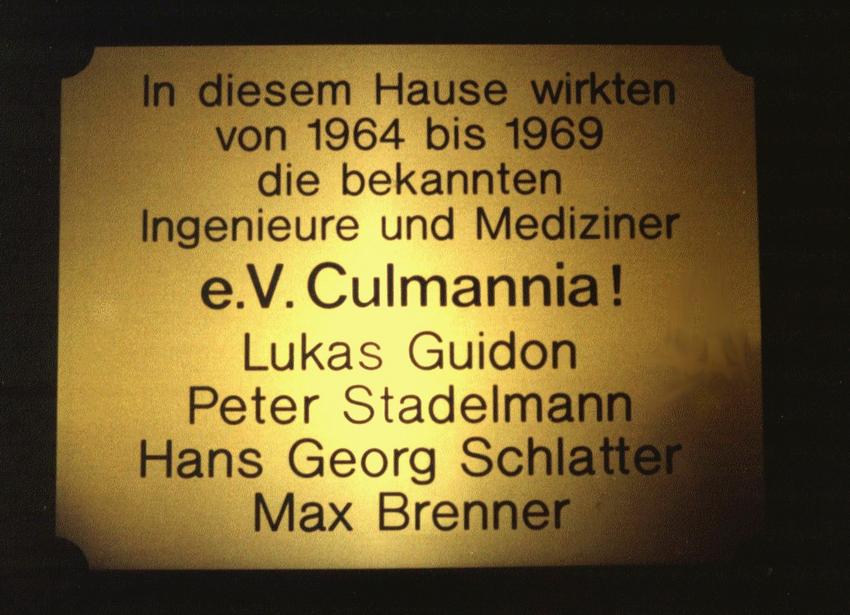 In diesem Hause wirkten
von 1964 bis 1969
die bekannten
Ingenieure und Mediziner
e.V. Culmannia!
Lukas Guidon
Peter Stadelmann
Hans Georg Schlatter
Max Brenner